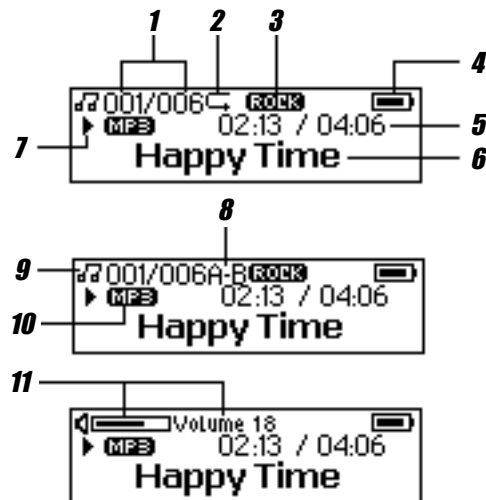 1 2 3 4
001/006 ROCK
7 MP3 02:13 / 04:06 5
Happy Time 6
8
9 001/006A-B ROCK
10 MP3 02:13 / 04:06
Happy Time
11
Volume 18
MP3 02:13 / 04:06
Happy Time